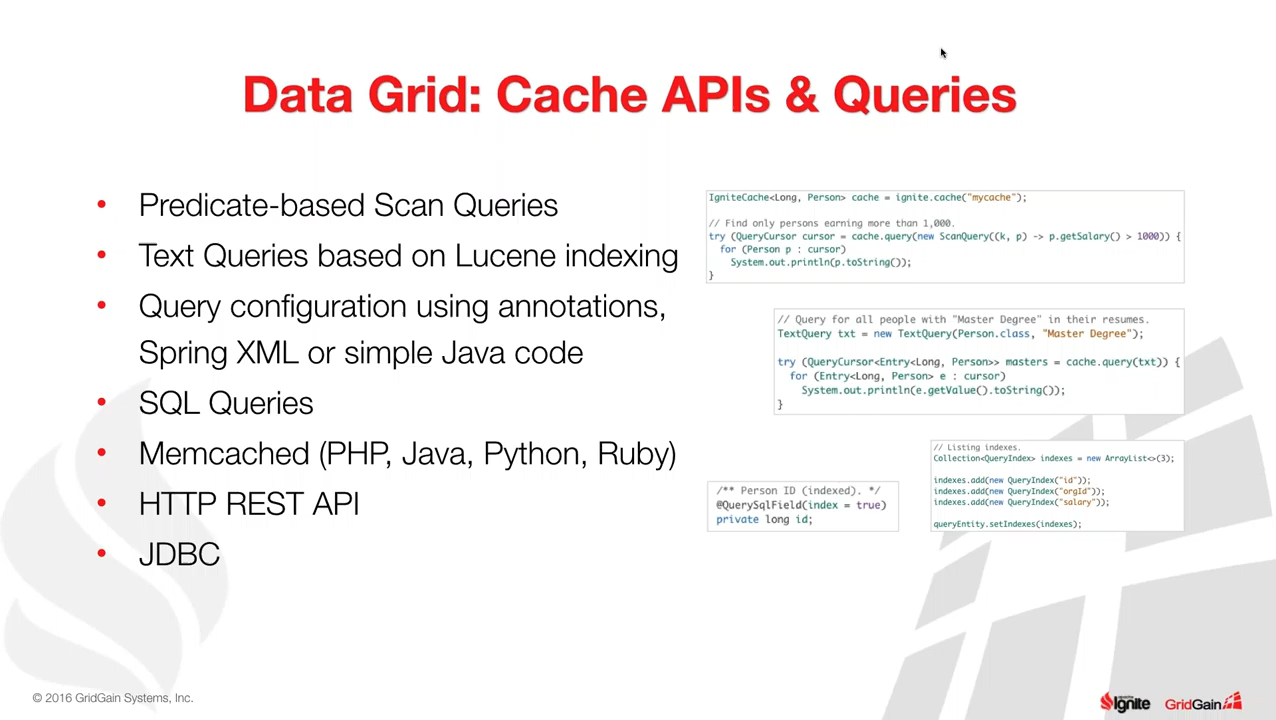 Data Grid: Cache APIs & Queries
• Predicate-based Scan Queries
• Text Queries based on Lucene indexing
• Query configuration using annotations,
Spring XML or simple Java code
• SQL Queries
• Memcached (PHP, Java, Python, Ruby)
• HTTP REST API
• JDBC
IgniteCache<Long, Person> cache = ignite.cache("mycache");
// Find only persons earning more than 1,000.
try (QueryCursor cursor = cache.query(new ScanQuery((k, p) -> p.getSalary() > 1000)) {
for (Person p : cursor)
System.out.println(p.toString());
}
// Query for all people with "Master Degree" in their resumes.
TextQuery txt = new TextQuery(Person.class, "Master Degree");
try (QueryCursor<Entry<Long, Person>> masters = cache.query(txt)) {
for (Entry<Long, Person> e : cursor)
System.out.println(e.getValue().toString());
}
/** Person ID (indexed). */
@QuerySqlField(index = true)
private long id;
// Listing indexes.
Collection<QueryIndex> indexes = new ArrayList<>(3);
indexes.add(new QueryIndex("id"));
indexes.add(new QueryIndex("orgId"));
indexes.add(new QueryIndex("salary"));
queryEntity.setIndexes(indexes);
© 2016 GridGain Systems, Inc.
APACHE
Ignite
GridGain